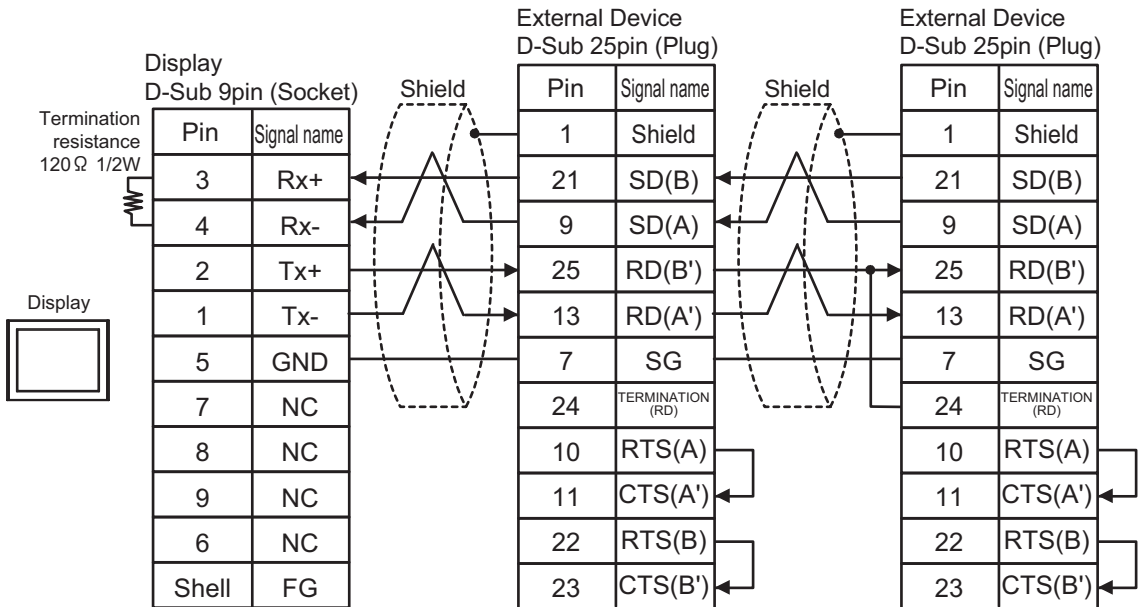 External Device
D-Sub 25pin (Plug)
External Device
D-Sub 25pin (Plug)
Display
D-Sub 9pin (Socket)
Shield
Shield
Termination
resistance
120Ω 1/2W
Display
Pin Signal name
3 Rx+
4 Rx-
2 Tx+
1 Tx-
5 GND
7 NC
8 NC
9 NC
6 NC
Shell FG
Pin Signal name
1 Shield
21 SD(B)
9 SD(A)
25 RD(B')
13 RD(A')
7 SG
24 TERMINATION
(RD)
10 RTS(A)
11 CTS(A')
22 RTS(B)
23 CTS(B')
Pin Signal name
1 Shield
21 SD(B)
9 SD(A)
25 RD(B')
13 RD(A')
7 SG
24 TERMINATION
(RD)
10 RTS(A)
11 CTS(A')
22 RTS(B)
23 CTS(B')